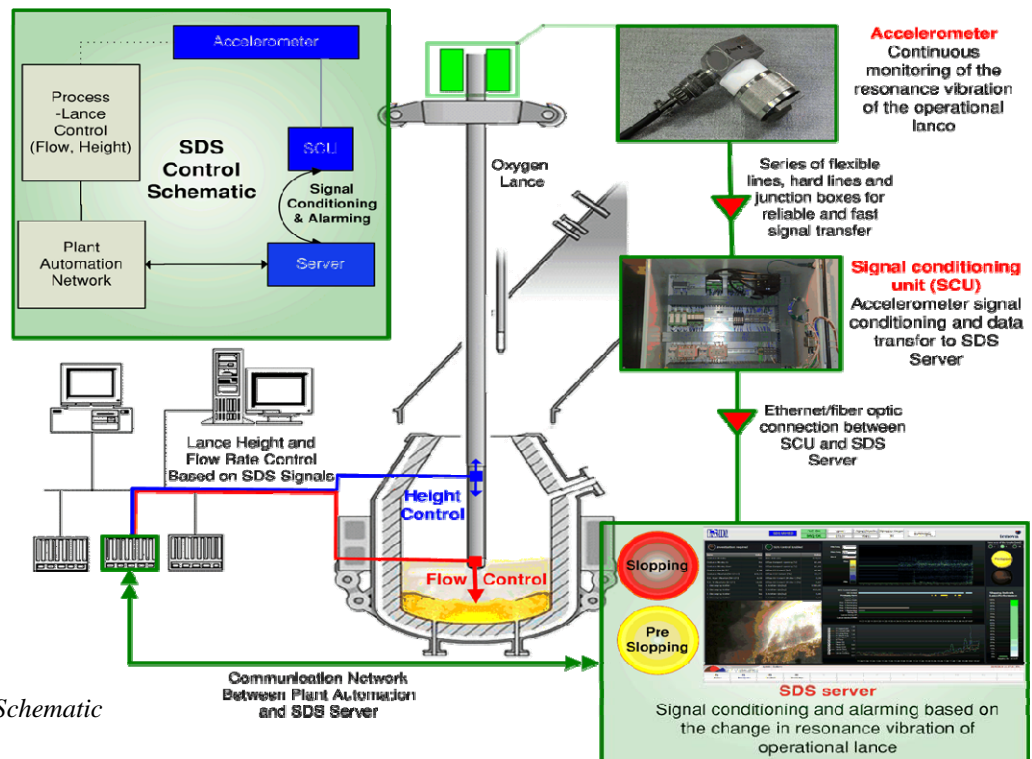 Accelerometer
Process
-Lance
Control
(Flow, Height)
SDS
Control
Schematic
SCU
Signal
Conditioning
& Alarming
Plant
Automation
Network
Server
Oxygen
Lance
Accelerometer
Continuous
monitoring of the
resonance vibration
of the operational
lance
Series of flexible
lines, hard lines and
junction boxes for
reliable and fast
signal transfer
Signal conditioning
unit (SCU)
Accelerometer signal
conditioning and data
transfer to SDS
Server
Ethernet/fiber optic
connection between
SCU and SDS
Server
Lance Height and
Flow Rate Control
Based on SDS Signals
Height
Control
Flow Control
Slopping
Pre
Slopping
Communication Network
Between Plant Automation
and SDS Server
SDS server
Signal conditioning and alarming based on
the change in resonance vibration of
operational lance
Schematic